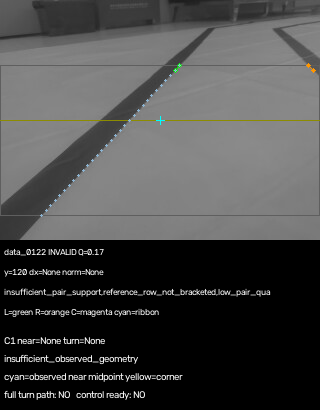 data_0122 INVALID Q=0.17
y=120 dx=None norm=None
insufficient_pair_support,reference_row_not_bracketed,low_pair_qua
L=green R=orange C=magenta cyan=ribbon
C1 near=None turn=None
insufficient_observed_geometry
cyan=observed near midpoint yellow=corner
full turn path: NO control ready: NO